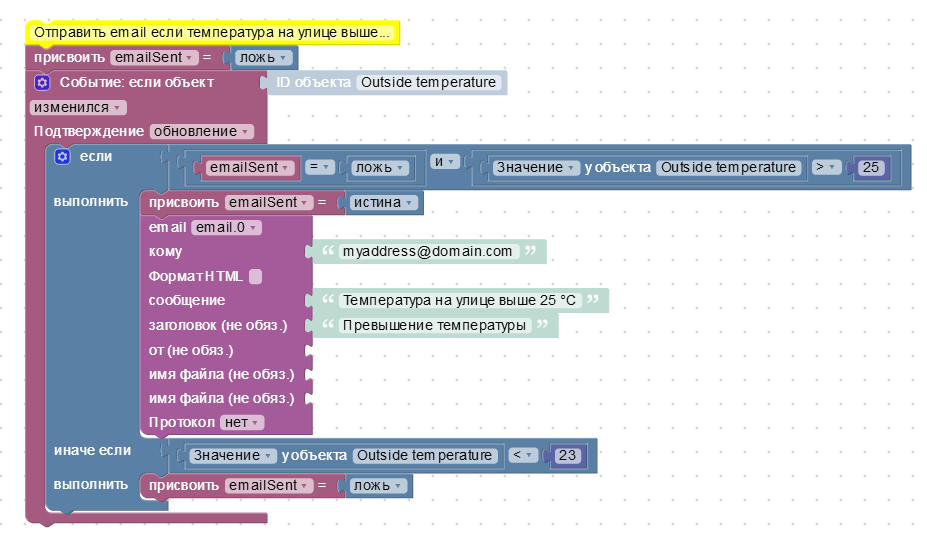 Отправить email если температура на улице выше...
присвоить emailSent = ложь
Событие: если объект ID объекта Outside temperature
изменился
Подтверждение обновление
если emailSent = ложь и Значение у объекта Outside temperature > 25
выполнить присвоить emailSent = истина
email email.0
кому “ myaddress@domain.com ”
Формат HTML
сообщение “ Температура на улице выше 25 °C ”
заголовок (не обяз.) “ Превышение температуры ”
от (не обяз.)
имя файла (не обяз.)
имя файла (не обяз.)
Протокол нет
иначе если Значение у объекта Outside temperature < 23
выполнить присвоить emailSent = ложь